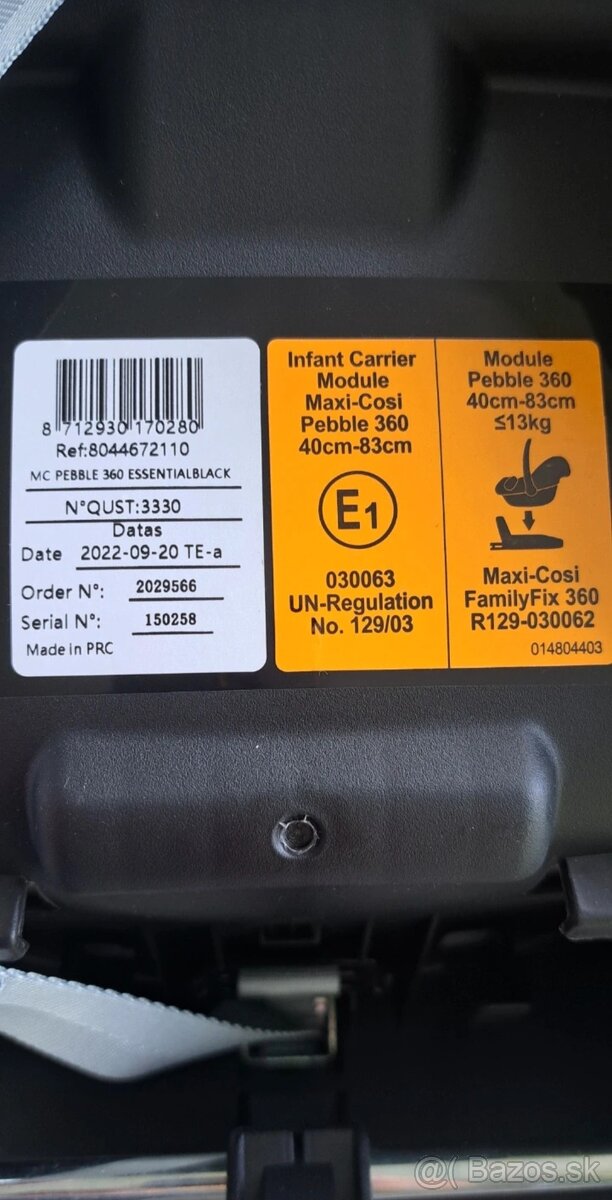 8 712930 170280
Ref:8044672110
MC PEBBLE 360 ESSENTIALBLACK
N°QUST:3330
Datas
Date 2022-09-20 TE-a
Order N°: 2029566
Serial N°: 150258
Made in PRC
Infant Carrier
Module
Maxi-Cosi
Pebble 360
40cm-83cm
E1
030063
UN-Regulation
No. 129/03
Module
Pebble 360
40cm-83cm
≤13kg
Maxi-Cosi
FamilyFix 360
R129-030062
014804403
@( Bazos.sk